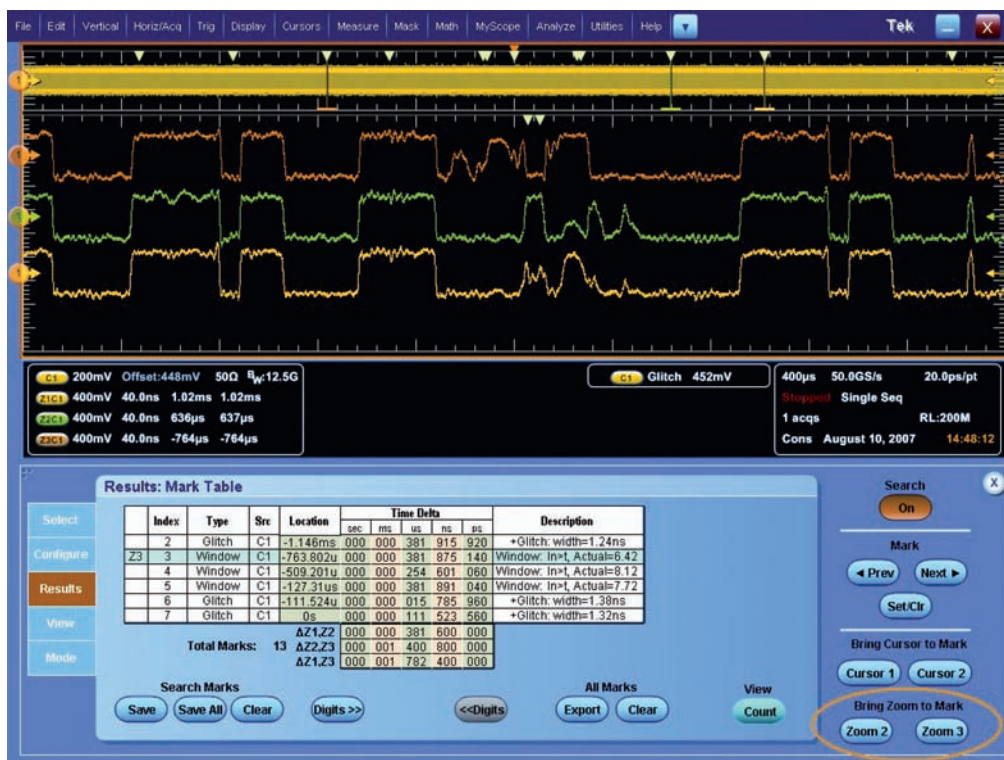 File Edit Vertical Horiz/Acq Trig Display Cursors Measure Mask Math MyScope Analyze Utilities Help Tek X
1
1
1
1
C1 200mV Offset:448mV 50Ω BW:12.5G
Z1C1 400mV 40.0ns 1.02ms 1.02ms
Z2C1 400mV 40.0ns 636µs 637µs
Z3C1 400mV 40.0ns -764µs -764µs
C1 Glitch 452mV
400µs 50.0GS/s 20.0ps/pt
Stopped Single Seq
1 acqs RL:200M
Cons August 10, 2007 14:48:12
Select
Configure
Results
View
Mode
Results: Mark Table
Index Type Src Location Time Delta Description
sec ms us ns ps
2 Glitch C1 -1.146ms 000 000 381 915 920 +Glitch: width=1.24ns
Z3 3 Window C1 -763.802u 000 000 381 875 140 Window: In>t, Actual=6.42
4 Window C1 -509.201u 000 000 254 601 060 Window: In>t, Actual=8.12
5 Window C1 -127.31us 000 000 381 891 040 Window: In>t, Actual=7.72
6 Glitch C1 -111.524u 000 000 015 785 960 +Glitch: width=1.38ns
7 Glitch C1 0s 000 000 111 523 560 +Glitch: width=1.32ns
ΔZ1,Z2 000 000 381 600 000
Total Marks: 13 ΔZ2,Z3 000 001 400 800 000
ΔZ1,Z3 000 001 782 400 000
Search Marks
Save Save All Clear Digits >> <<Digits
All Marks
Export Clear
View
Count
X
Search
On
Mark
◀ Prev Next ▶
Set/Clr
Bring Cursor to Mark
Cursor 1 Cursor 2
Bring Zoom to Mark
Zoom 2 Zoom 3